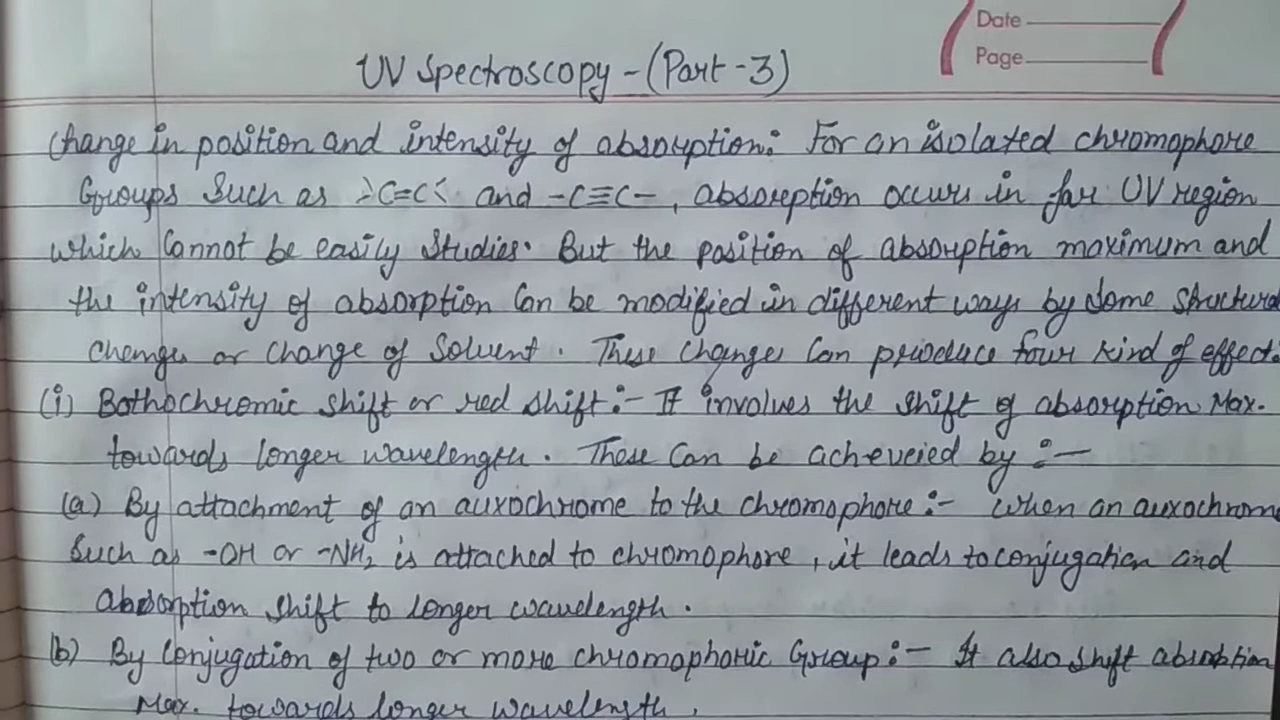 Date
Page
UV Spectroscopy - (Part - 3)
Change in position and intensity of absorption: For an isolated chromophore
Groups Such as >C=C< and -C≡C-, absorption occurs in far UV region
which Cannot be easily Studies. But the position of absorption maximum and
the intensity of absorption Can be modified in different ways by Some Structural
Changes or Change of Solvent. These Changes Can produce four kind of effect:
(i) Bathochromic Shift or red shift :- It involves the shift of absorption Max.
towards longer wavelength. These Can be acheveied by :-
(a) By attachment of an auxochrome to the chromophore :- When an auxochrome
Such as -OH or -NH₂ is attached to chromophore, it leads to conjugation and
absorption shift to longer wavelength.
(b) By Conjugation of two or more chromophoric Group :- It also shift absorbtion
Max. towards longer wavelength.